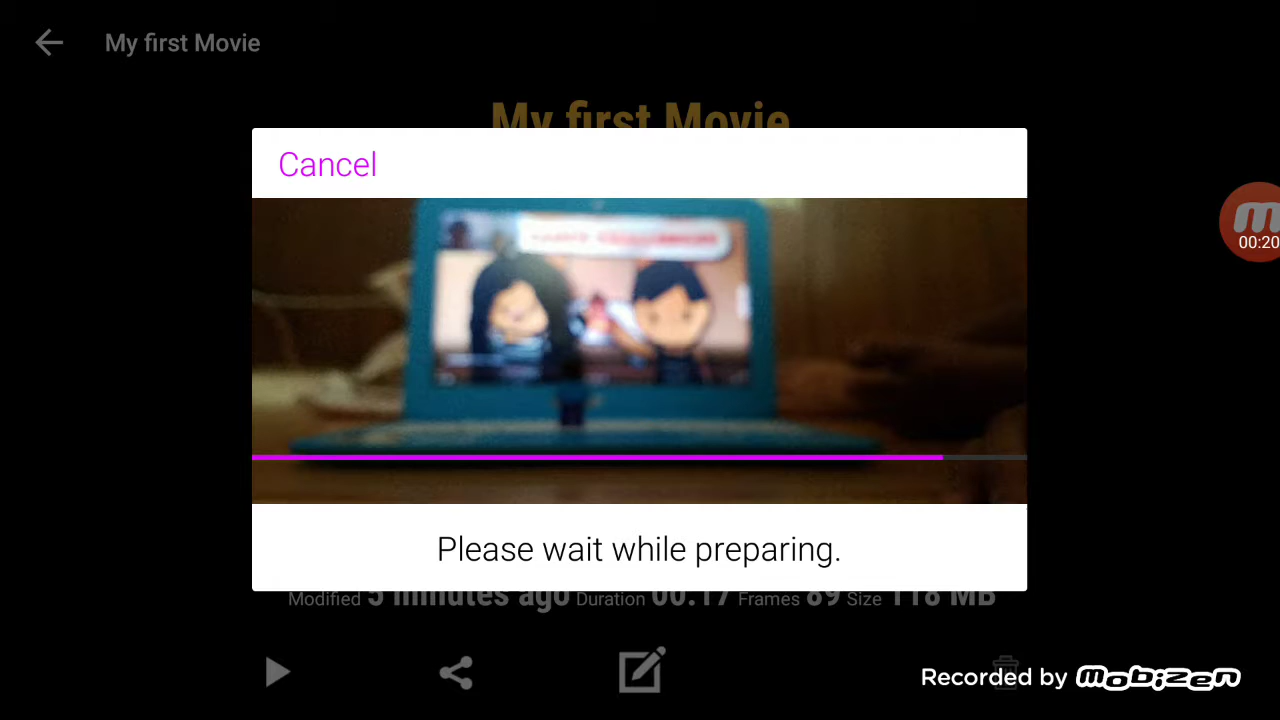 My first Movie
My first Movie
Cancel
Please wait while preparing.
Modified 5 minutes ago Duration 00:17 Frames 89 Size 118 MB
00:20
Recorded by mobizen